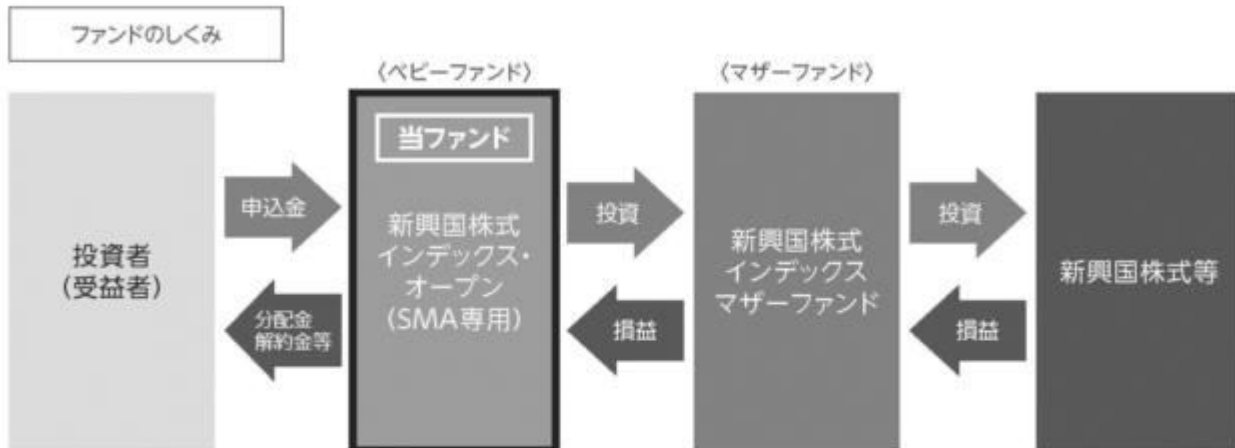 ファンドのしくみ
〈ベビーファンド〉
〈マザーファンド〉
投資者
(受益者)
申込金
分配金
解約金等
当ファンド
新興国株式
インデックス・
オープン
(SMA専用)
投資
損益
新興国株式
インデックス
マザーファンド
投資
損益
新興国株式等